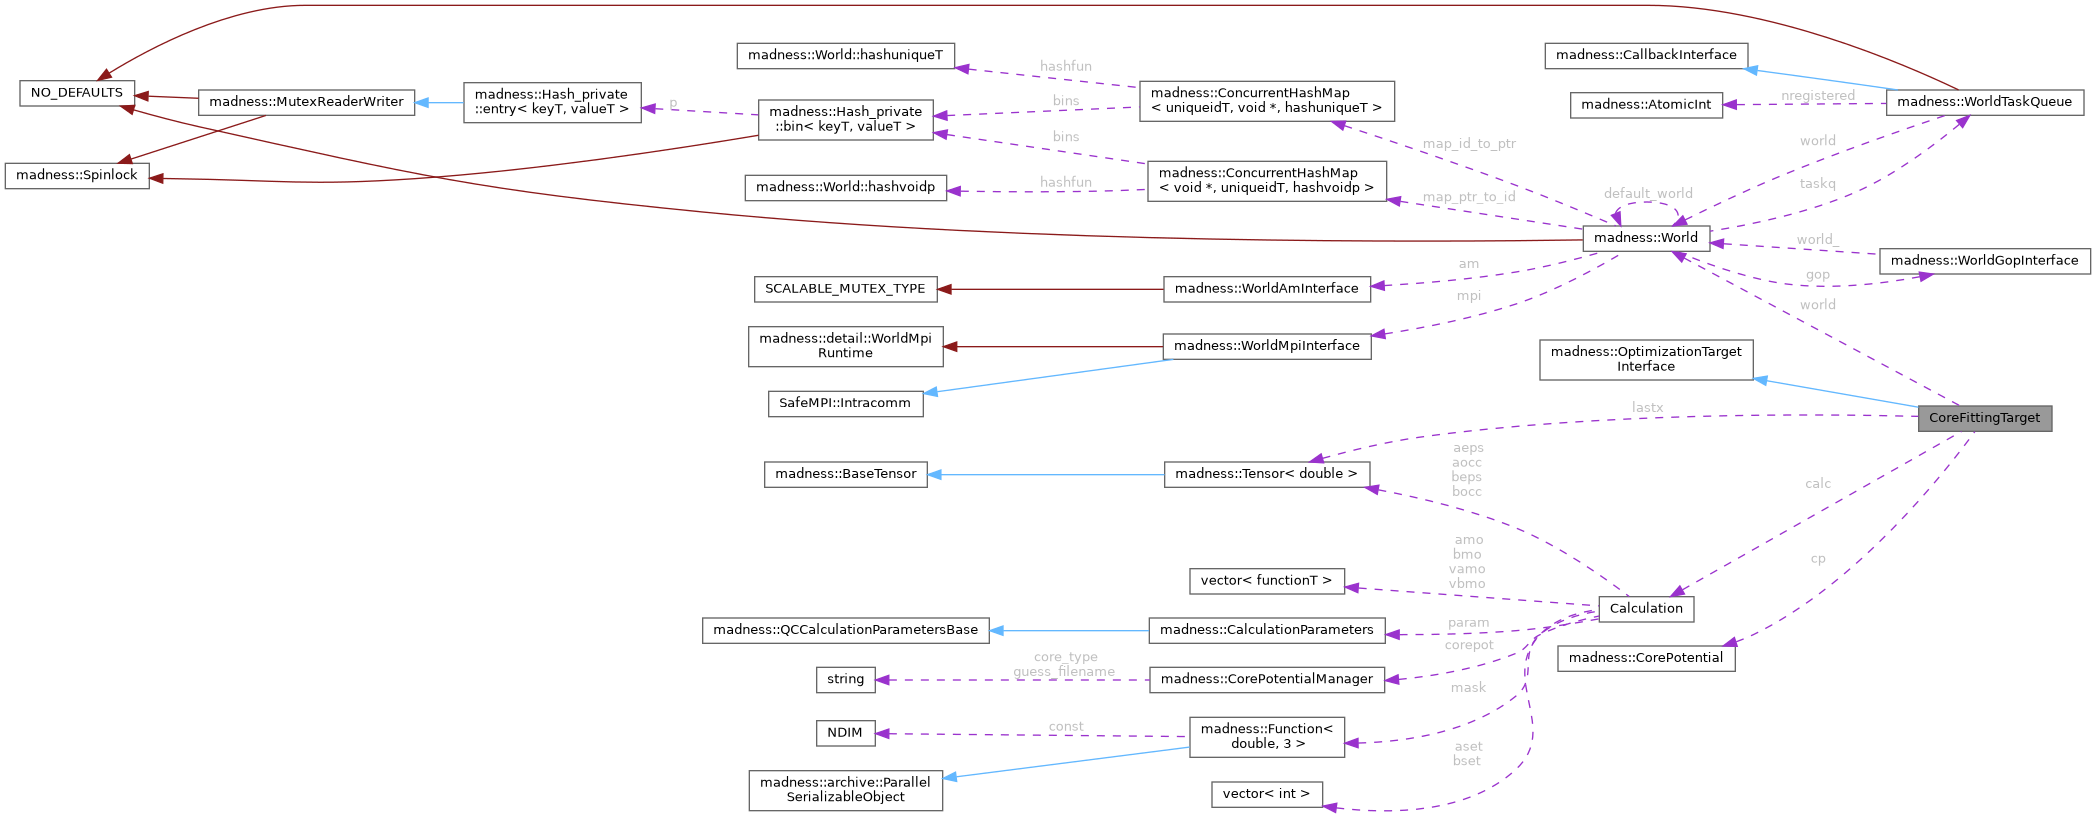 madness::World::hashuniqueT
madness::CallbackInterface
hashfun
NO_DEFAULTS
madness::MutexReaderWriter
madness::Hash_private
::entry< keyT, valueT >
p
madness::Hash_private
::bin< keyT, valueT >
bins
madness::ConcurrentHashMap
< uniqueidT, void *, hashuniqueT >
madness::AtomicInt
nregistered
madness::WorldTaskQueue
bins
map_id_to_ptr
world
madness::Spinlock
madness::World::hashvoidp
hashfun
madness::ConcurrentHashMap
< void *, uniqueidT, hashvoidp >
map_ptr_to_id
default_world
taskq
madness::World
world_
madness::WorldGopInterface
am
gop
SCALABLE_MUTEX_TYPE
madness::WorldAmInterface
mpi
world
madness::detail::WorldMpi
Runtime
madness::WorldMpiInterface
madness::OptimizationTarget
Interface
SafeMPI::Intracomm
lastx
CoreFittingTarget
madness::BaseTensor
madness::Tensor< double >
aeps
aocc
beps
bocc
calc
amo
bmo
vamo
vbmo
cp
vector< functionT >
Calculation
madness::QCCalculationParametersBase
madness::CalculationParameters
param
corepot
madness::CorePotential
core_type
guess_filename
string
madness::CorePotentialManager
mask
NDIM
const
madness::Function<
double, 3 >
aset
bset
madness::archive::Parallel
SerializableObject
vector< int >